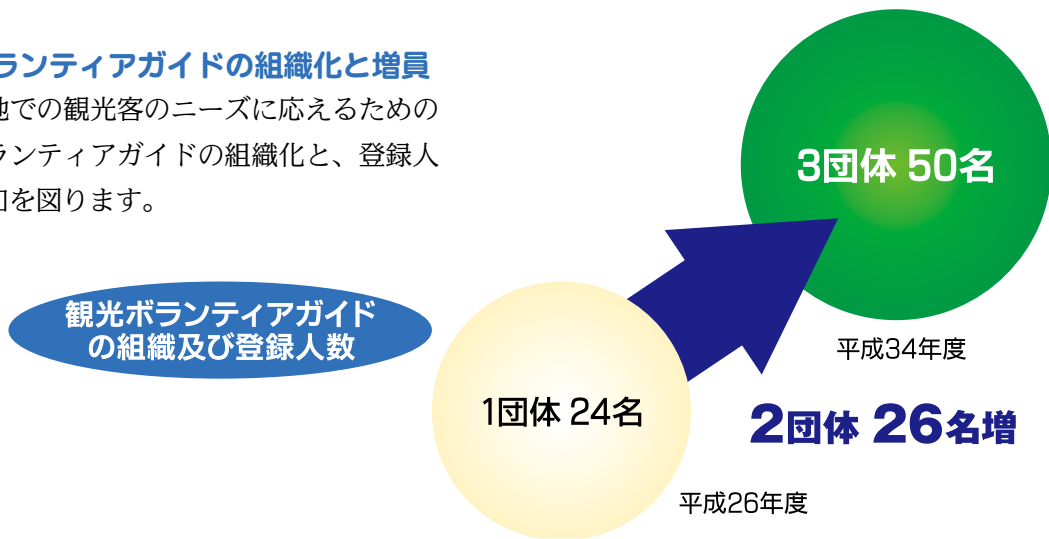 ランティアガイドの組織化と増員
地での観光客のニーズに応えるための
ランティアガイドの組織化と、登録人
を図ります。
3団体 50名
観光ボランティアガイド
の組織及び登録人数
平成34年度
1団体 24名
2団体 26名増
平成26年度